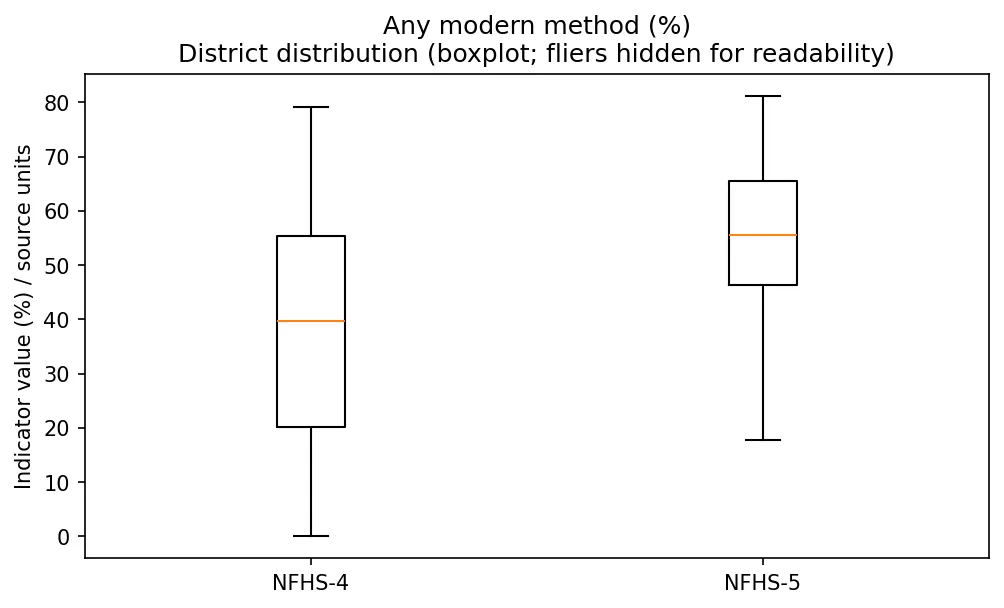 Any modern method (%)
District distribution (boxplot; fliers hidden for readability)
Indicator value (%) / source units
80
70
60
50
40
30
20
10
0
NFHS-4
NFHS-5